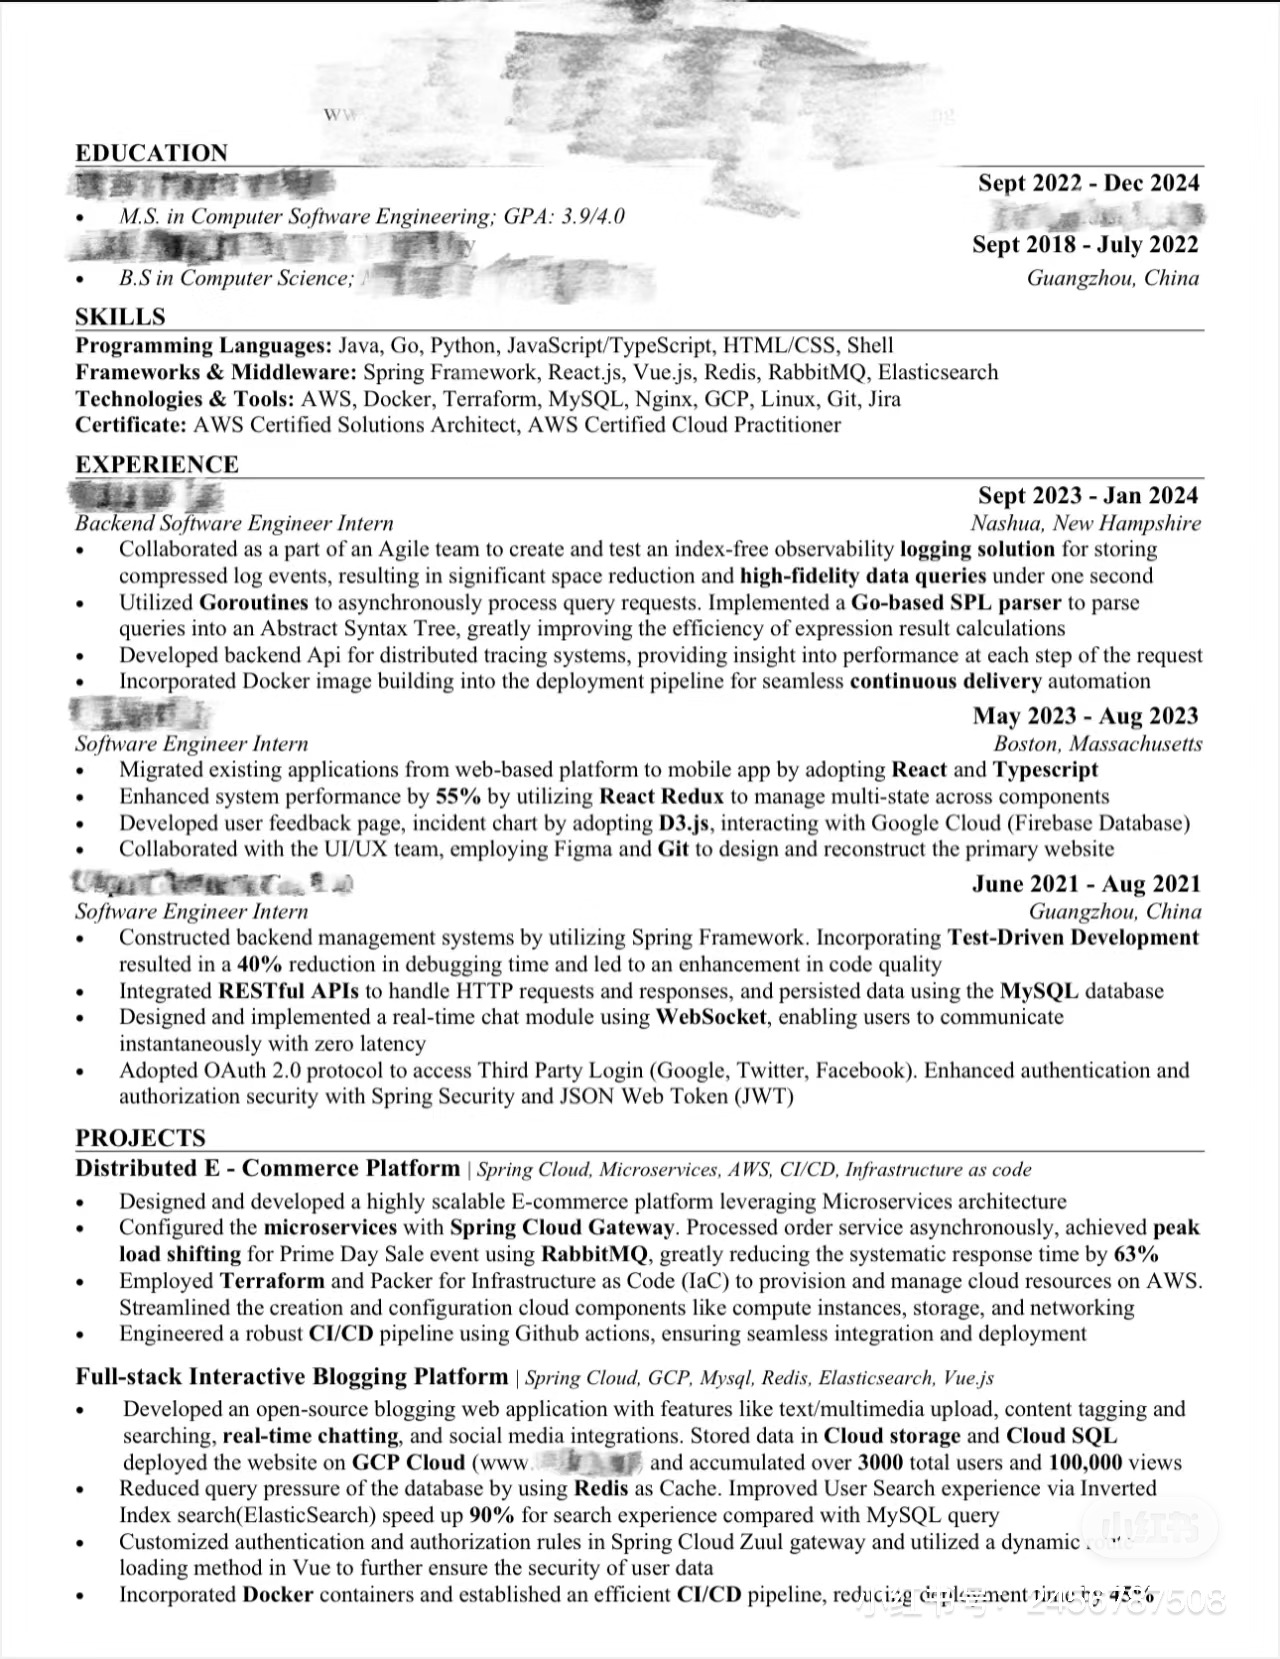 EDUCATION
Sept 2022 - Dec 2024
• M.S. in Computer Software Engineering; GPA: 3.9/4.0
Sept 2018 - July 2022
• B.S in Computer Science;
Guangzhou, China
SKILLS
Programming Languages: Java, Go, Python, JavaScript/TypeScript, HTML/CSS, Shell
Frameworks & Middleware: Spring Framework, React.js, Vue.js, Redis, RabbitMQ, Elasticsearch
Technologies & Tools: AWS, Docker, Terraform, MySQL, Nginx, GCP, Linux, Git, Jira
Certificate: AWS Certified Solutions Architect, AWS Certified Cloud Practitioner
EXPERIENCE
Sept 2023 - Jan 2024
Backend Software Engineer Intern Nashua, New Hampshire
• Collaborated as a part of an Agile team to create and test an index-free observability logging solution for storing
compressed log events, resulting in significant space reduction and high-fidelity data queries under one second
• Utilized Goroutines to asynchronously process query requests. Implemented a Go-based SPL parser to parse
queries into an Abstract Syntax Tree, greatly improving the efficiency of expression result calculations
• Developed backend Api for distributed tracing systems, providing insight into performance at each step of the request
• Incorporated Docker image building into the deployment pipeline for seamless continuous delivery automation
May 2023 - Aug 2023
Software Engineer Intern Boston, Massachusetts
• Migrated existing applications from web-based platform to mobile app by adopting React and Typescript
• Enhanced system performance by 55% by utilizing React Redux to manage multi-state across components
• Developed user feedback page, incident chart by adopting D3.js, interacting with Google Cloud (Firebase Database)
• Collaborated with the UI/UX team, employing Figma and Git to design and reconstruct the primary website
June 2021 - Aug 2021
Software Engineer Intern Guangzhou, China
• Constructed backend management systems by utilizing Spring Framework. Incorporating Test-Driven Development
resulted in a 40% reduction in debugging time and led to an enhancement in code quality
• Integrated RESTful APIs to handle HTTP requests and responses, and persisted data using the MySQL database
• Designed and implemented a real-time chat module using WebSocket, enabling users to communicate
instantaneously with zero latency
• Adopted OAuth 2.0 protocol to access Third Party Login (Google, Twitter, Facebook). Enhanced authentication and
authorization security with Spring Security and JSON Web Token (JWT)
PROJECTS
Distributed E - Commerce Platform | Spring Cloud, Microservices, AWS, CI/CD, Infrastructure as code
• Designed and developed a highly scalable E-commerce platform leveraging Microservices architecture
• Configured the microservices with Spring Cloud Gateway. Processed order service asynchronously, achieved peak
load shifting for Prime Day Sale event using RabbitMQ, greatly reducing the systematic response time by 63%
• Employed Terraform and Packer for Infrastructure as Code (IaC) to provision and manage cloud resources on AWS.
Streamlined the creation and configuration cloud components like compute instances, storage, and networking
• Engineered a robust CI/CD pipeline using Github actions, ensuring seamless integration and deployment
Full-stack Interactive Blogging Platform | Spring Cloud, GCP, Mysql, Redis, Elasticsearch, Vue.js
• Developed an open-source blogging web application with features like text/multimedia upload, content tagging and
searching, real-time chatting, and social media integrations. Stored data in Cloud storage and Cloud SQL
deployed the website on GCP Cloud (www. and accumulated over 3000 total users and 100,000 views
• Reduced query pressure of the database by using Redis as Cache. Improved User Search experience via Inverted
Index search(ElasticSearch) speed up 90% for search experience compared with MySQL query
• Customized authentication and authorization rules in Spring Cloud Zuul gateway and utilized a dynamic route
loading method in Vue to further ensure the security of user data
• Incorporated Docker containers and established an efficient CI/CD pipeline, reducing deployment time by 45%
小红书
小红书号：2456787508